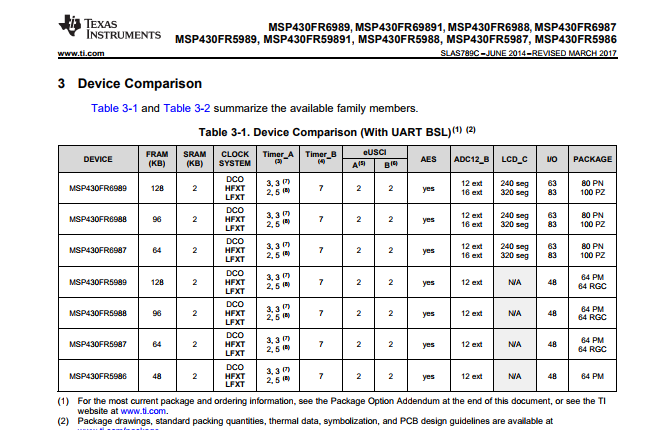 TEXAS
INSTRUMENTS
www.ti.com
MSP430FR6989, MSP430FR69891, MSP430FR6988, MSP430FR6987
MSP430FR5989, MSP430FR59891, MSP430FR5988, MSP430FR5987, MSP430FR5986
SLAS789C–JUNE 2014–REVISED MARCH 2017
3 Device Comparison
Table 3-1 and Table 3-2 summarize the available family members.
Table 3-1. Device Comparison (With UART BSL)(1) (2)
DEVICE FRAM (KB) SRAM (KB) CLOCK SYSTEM Timer_A (3) Timer_B (4) eUSCI A(5) B(6) AES ADC12_B LCD_C I/O PACKAGE
MSP430FR6989 128 2 DCO HFXT LFXT 3, 3 (7) 2, 5 (8) 7 2 2 yes 12 ext 16 ext 240 seg 320 seg 63 83 80 PN 100 PZ
MSP430FR6988 96 2 DCO HFXT LFXT 3, 3 (7) 2, 5 (8) 7 2 2 yes 12 ext 16 ext 240 seg 320 seg 63 83 80 PN 100 PZ
MSP430FR6987 64 2 DCO HFXT LFXT 3, 3 (7) 2, 5 (8) 7 2 2 yes 12 ext 16 ext 240 seg 320 seg 63 83 80 PN 100 PZ
MSP430FR5989 128 2 DCO HFXT LFXT 3, 3 (7) 2, 5 (8) 7 2 2 yes 12 ext N/A 48 64 PM 64 RGC
MSP430FR5988 96 2 DCO HFXT LFXT 3, 3 (7) 2, 5 (8) 7 2 2 yes 12 ext N/A 48 64 PM 64 RGC
MSP430FR5987 64 2 DCO HFXT LFXT 3, 3 (7) 2, 5 (8) 7 2 2 yes 12 ext N/A 48 64 PM 64 RGC
MSP430FR5986 48 2 DCO HFXT LFXT 3, 3 (7) 2, 5 (8) 7 2 2 yes 12 ext N/A 48 64 PM
(1) For the most current package and ordering information, see the Package Option Addendum at the end of this document, or see the TI
website at www.ti.com.
(2) Package drawings, standard packing quantities, thermal data, symbolization, and PCB design guidelines are available at